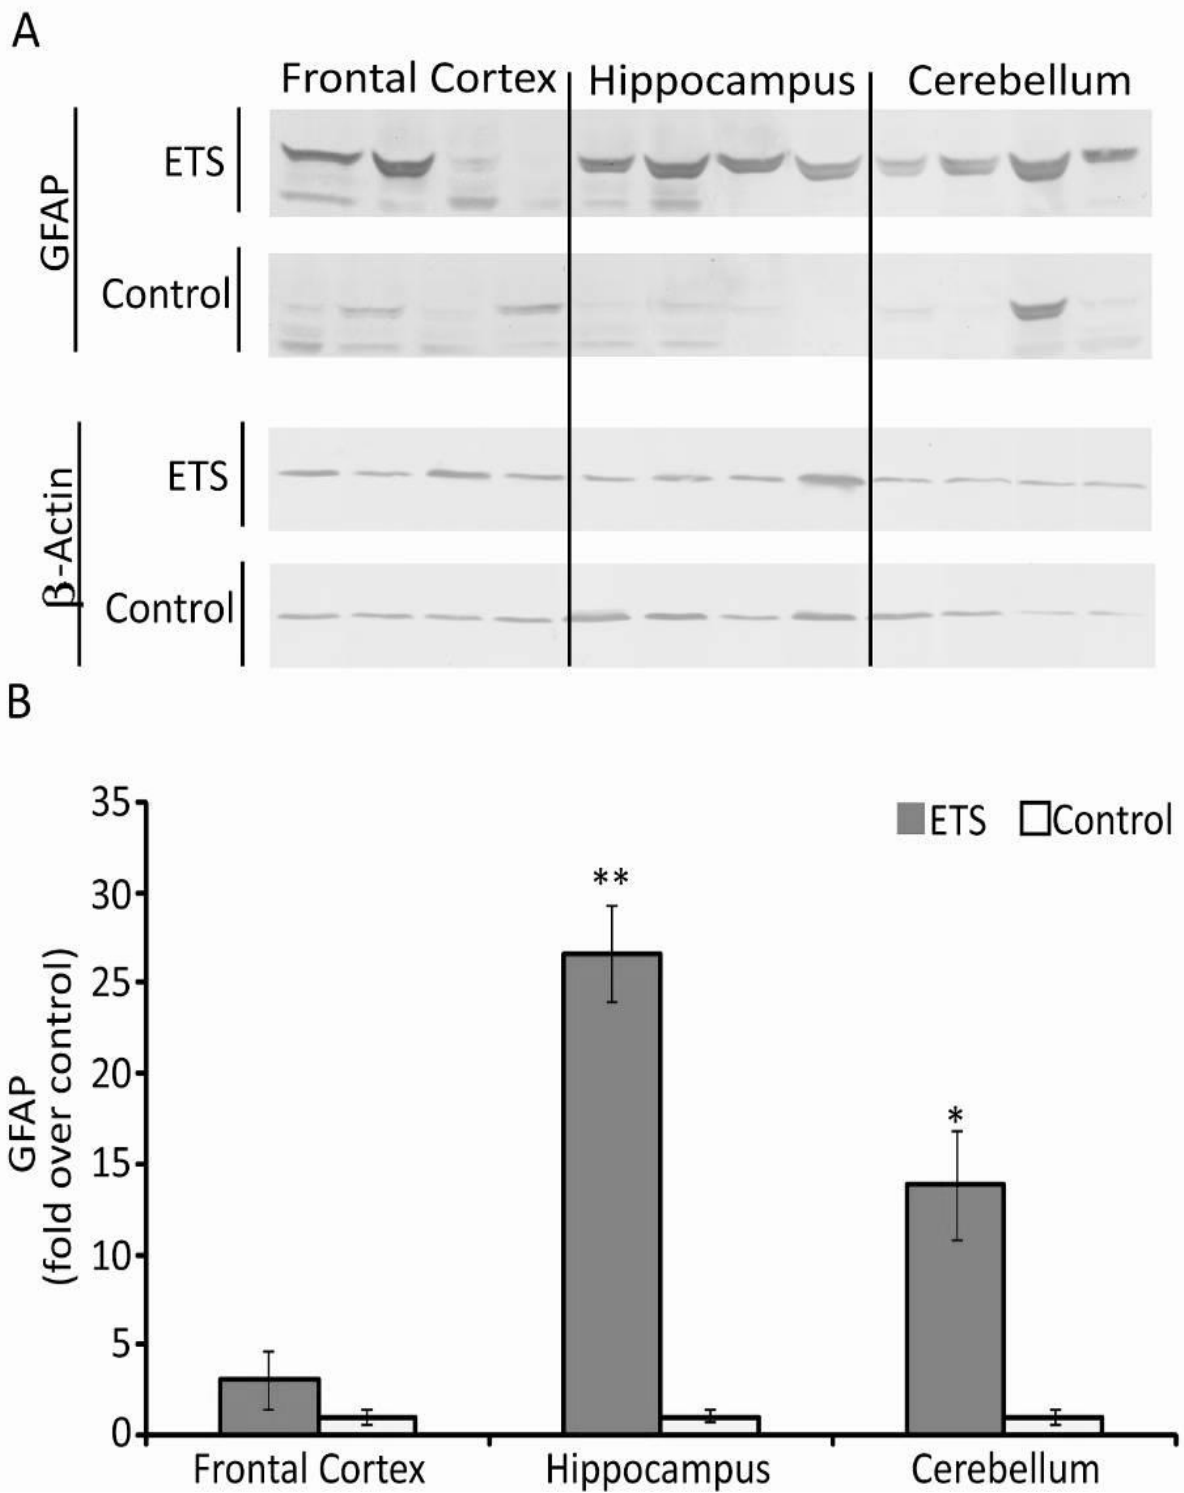 A
Frontal Cortex
Hippocampus
Cerebellum
GFAP
ETS
Control
β-Actin
ETS
Control
B
35
30
25
20
15
10
5
0
GFAP
(fold over control)
ETS
Control
**
*
Frontal Cortex
Hippocampus
Cerebellum